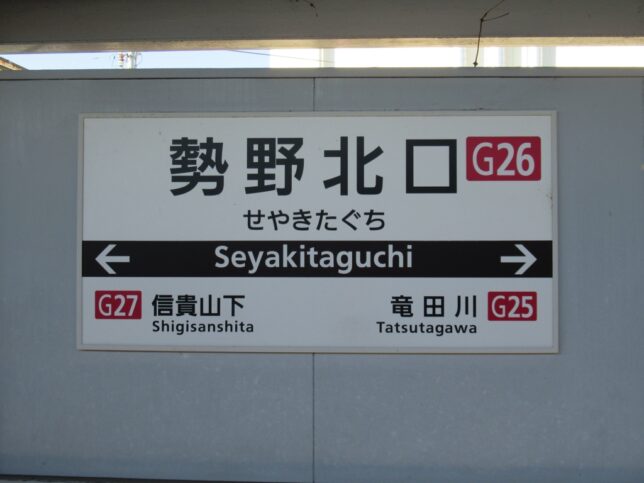 勢野北口 G26
せやきたぐち
← Seyakitaguchi →
G27 信貴山下 竜田川 G25
Shigisanshita Tatsutagawa